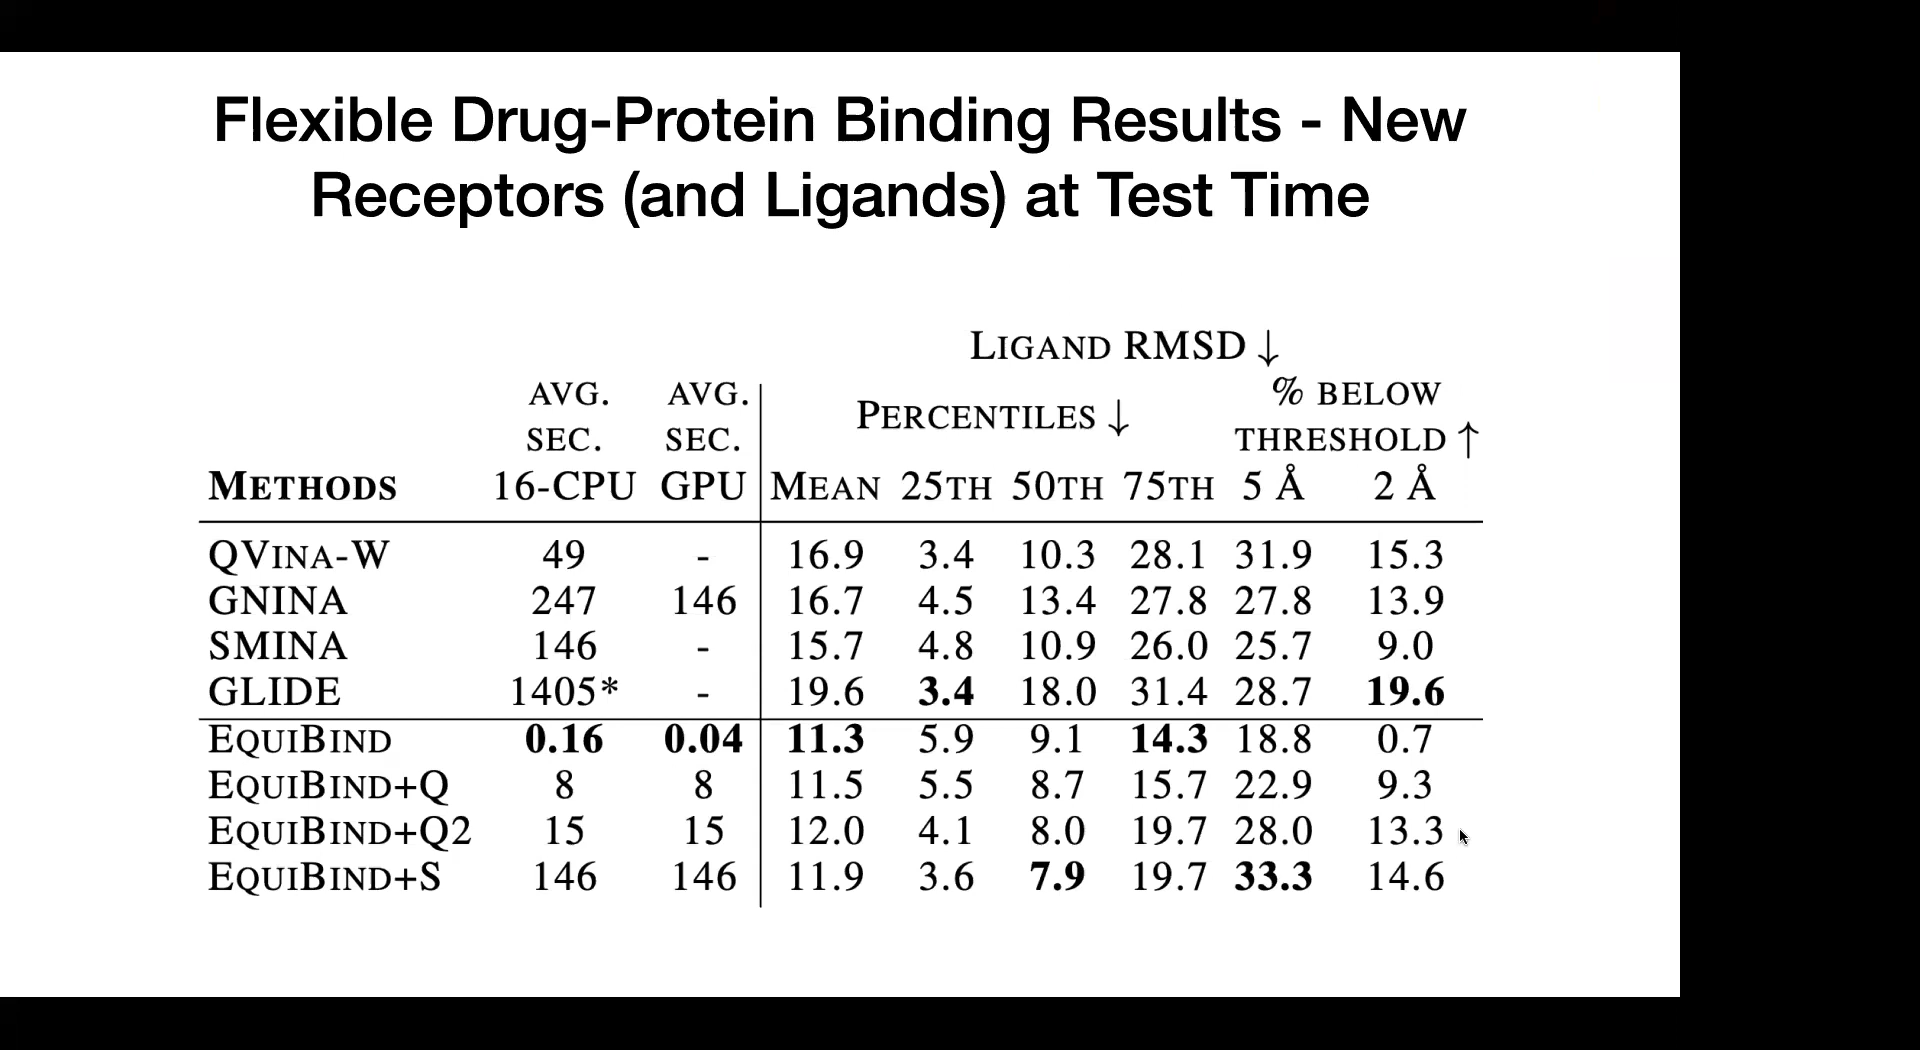 Flexible Drug-Protein Binding Results - New
Receptors (and Ligands) at Test Time
LIGAND RMSD ↓
AVG. AVG. PERCENTILES ↓ % BELOW
SEC. SEC. THRESHOLD ↑
METHODS 16-CPU GPU MEAN 25TH 50TH 75TH 5 Å 2 Å
QVINA-W 49 - 16.9 3.4 10.3 28.1 31.9 15.3
GNINA 247 146 16.7 4.5 13.4 27.8 27.8 13.9
SMINA 146 - 15.7 4.8 10.9 26.0 25.7 9.0
GLIDE 1405* - 19.6 3.4 18.0 31.4 28.7 19.6
EQUIBIND 0.16 0.04 11.3 5.9 9.1 14.3 18.8 0.7
EQUIBIND+Q 8 8 11.5 5.5 8.7 15.7 22.9 9.3
EQUIBIND+Q2 15 15 12.0 4.1 8.0 19.7 28.0 13.3
EQUIBIND+S 146 146 11.9 3.6 7.9 19.7 33.3 14.6